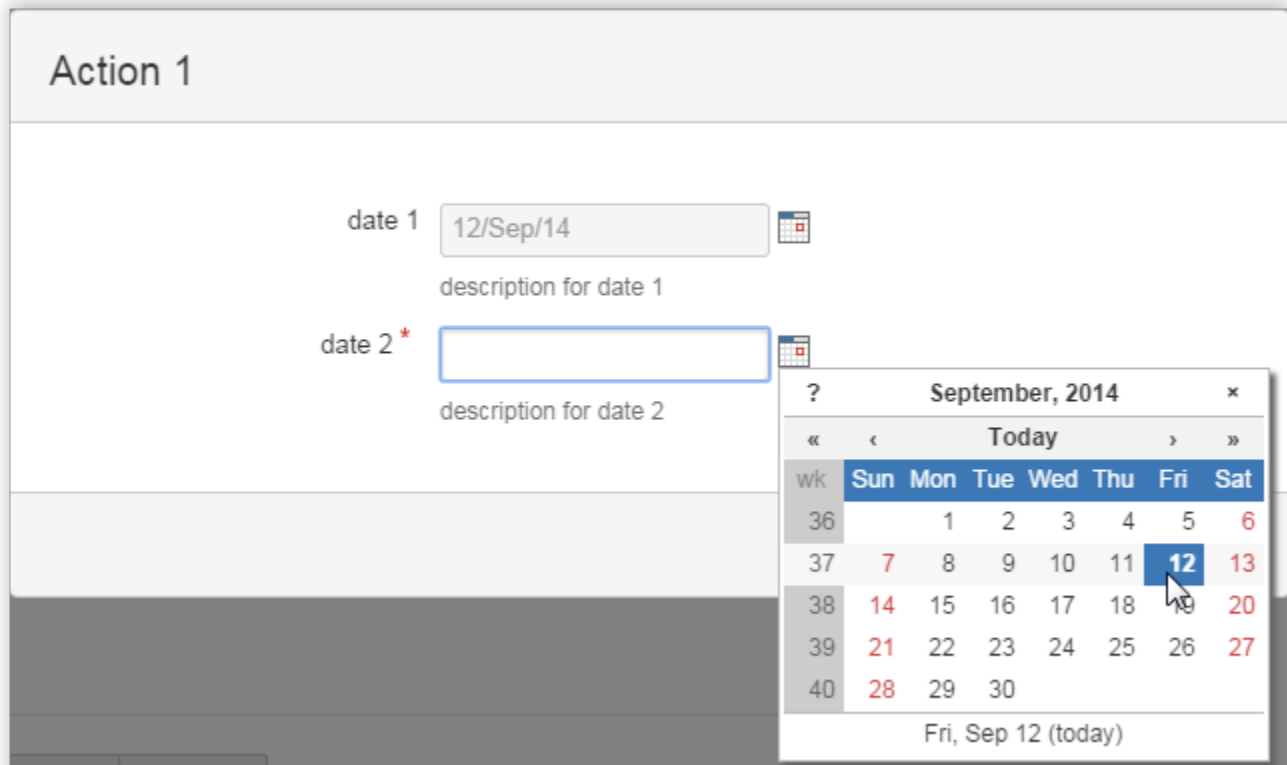 Action 1
date 1 12/Sep/14
description for date 1
date 2 *
description for date 2
? September, 2014 ×
« ‹ Today › »
wk Sun Mon Tue Wed Thu Fri Sat
36 1 2 3 4 5 6
37 7 8 9 10 11 12 13
38 14 15 16 17 18 19 20
39 21 22 23 24 25 26 27
40 28 29 30
Fri, Sep 12 (today)